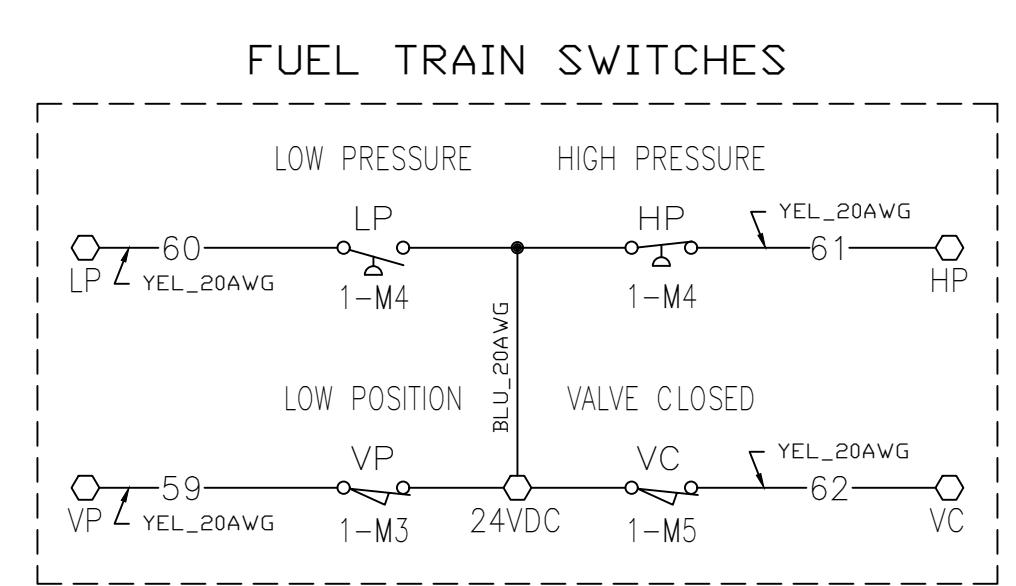 FUEL TRAIN SWITCHES
LOW PRESSURE
HIGH PRESSURE
LP
HP
YEL_20AWG
60
61
LP
YEL_20AWG
1-M4
1-M4
HP
BLU_20AWG
LOW POSITION
VALVE CLOSED
VP
VC
YEL_20AWG
59
62
VP
YEL_20AWG
1-M3
24VDC
1-M5
VC